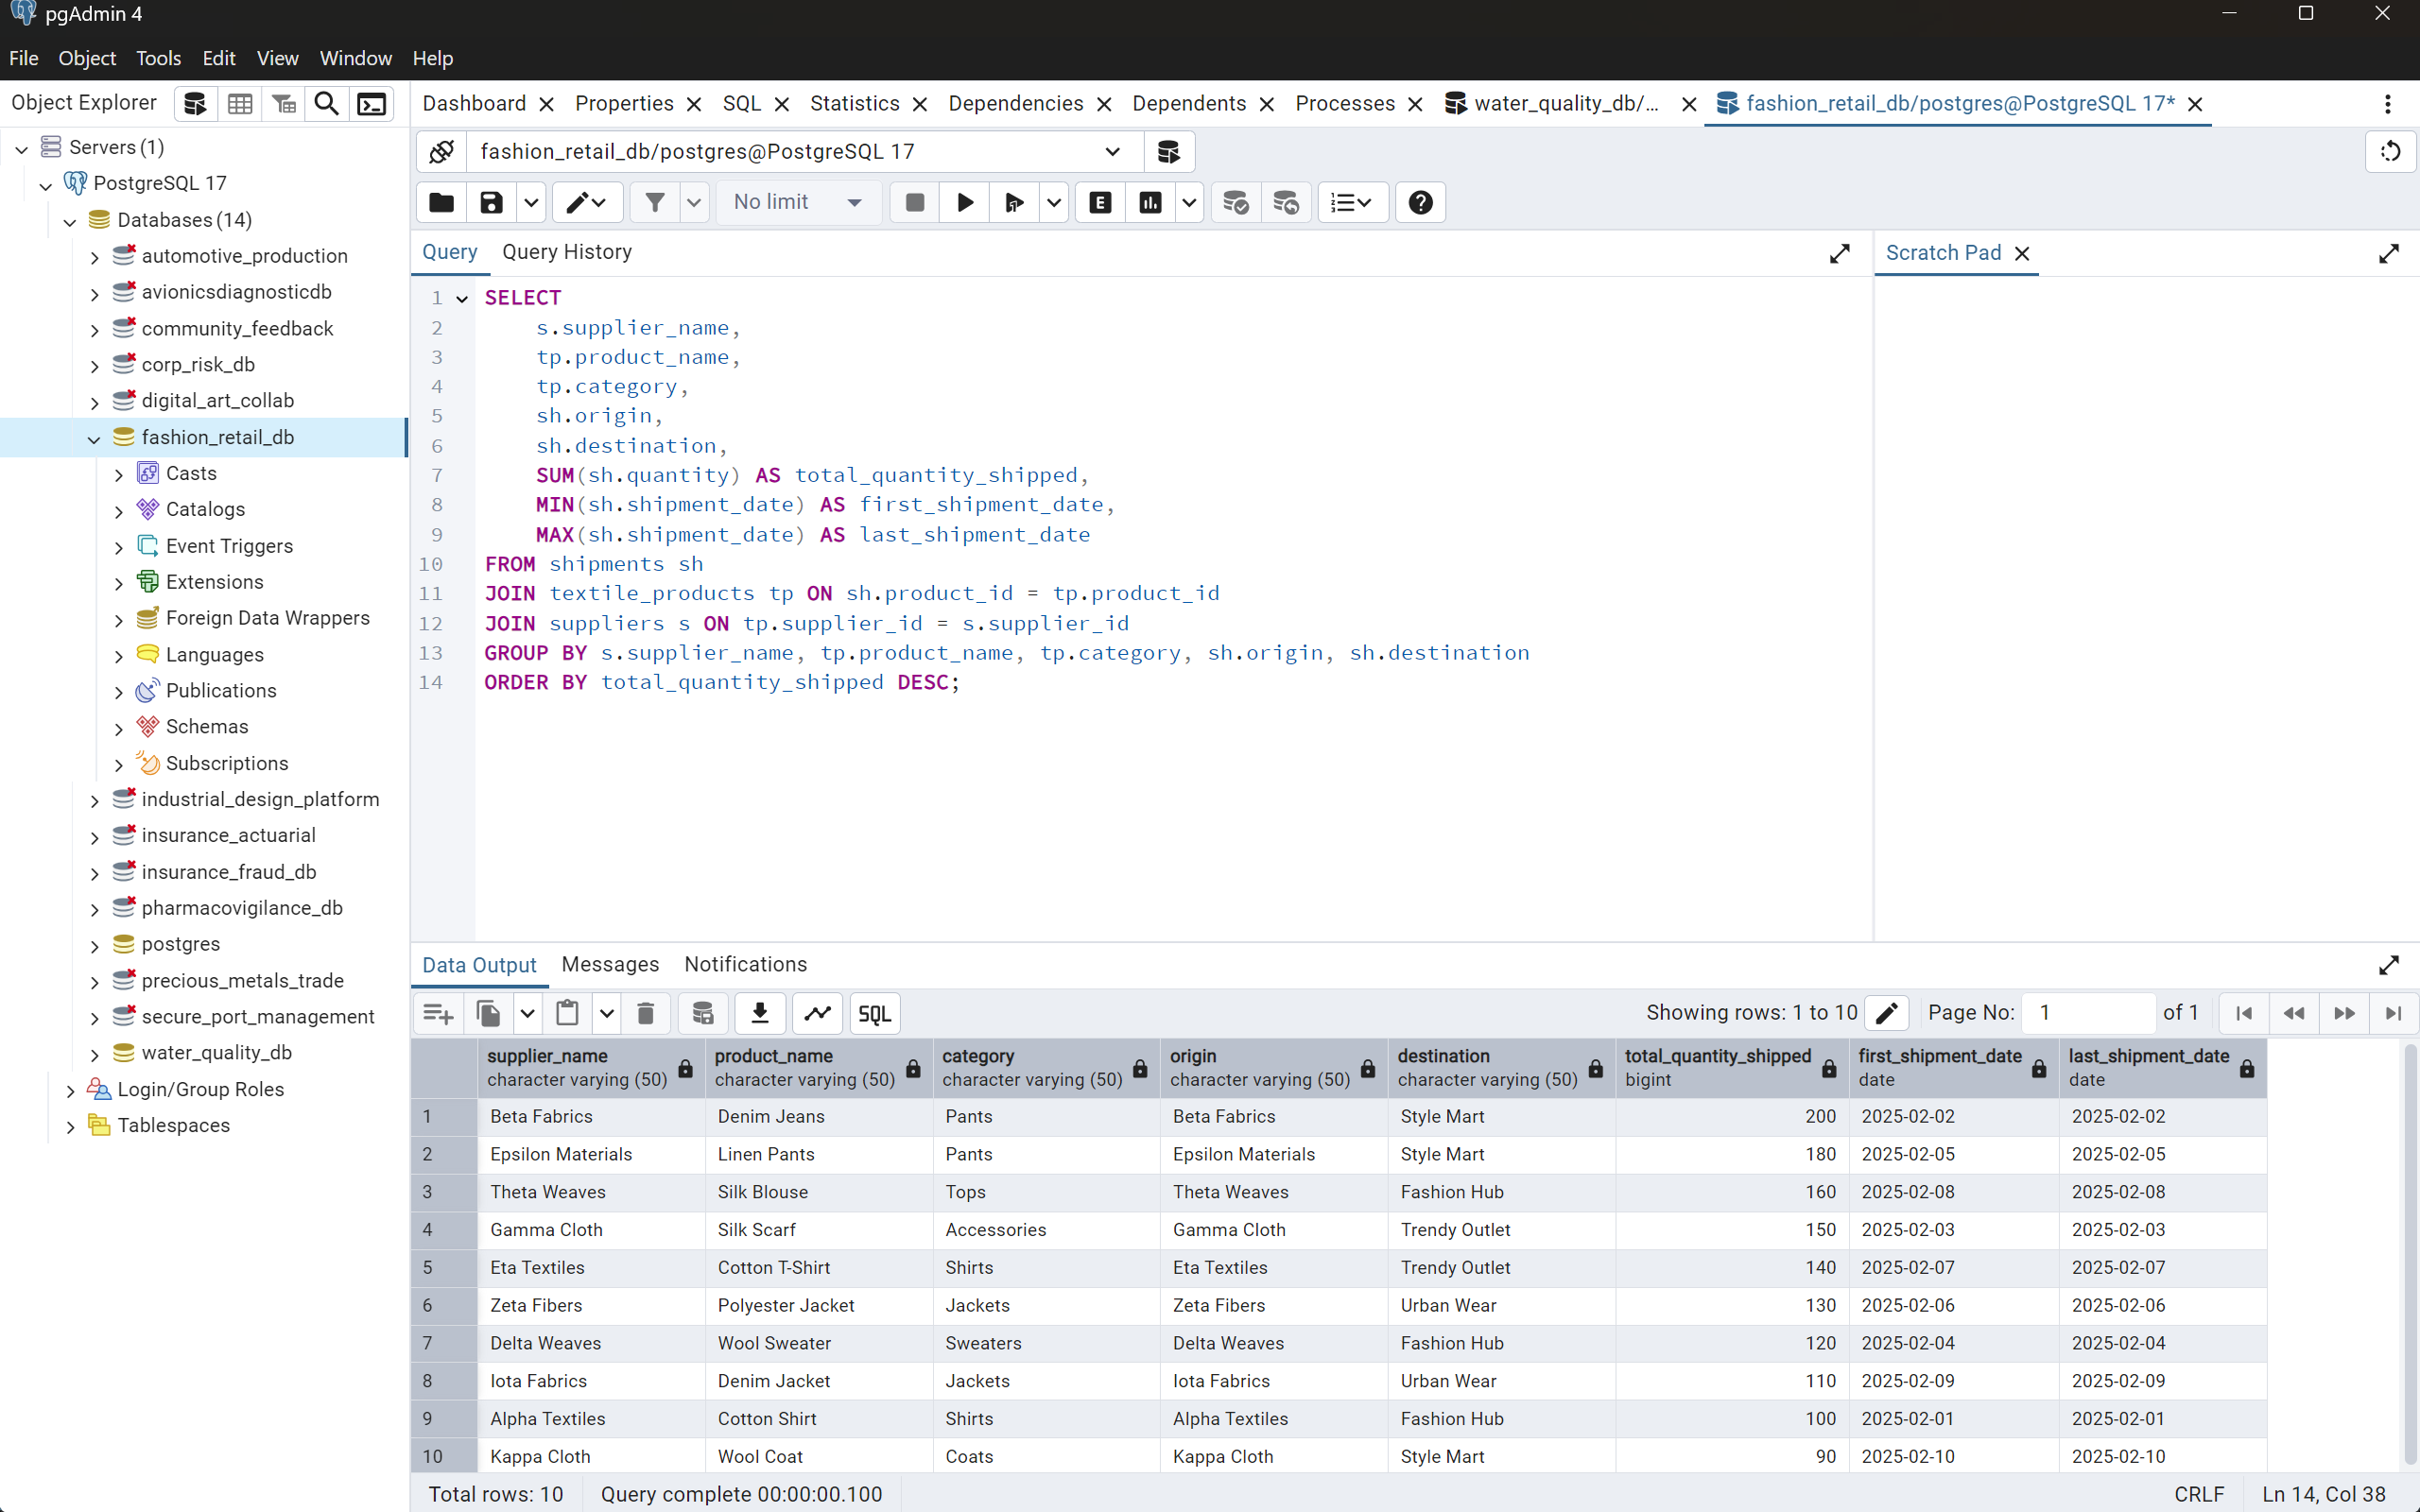 pgAdmin 4
File Object Tools Edit View Window Help
Object Explorer
Servers (1)
PostgreSQL 17
Databases (14)
automotive_production
avionicsdiagnosticdb
community_feedback
corp_risk_db
digital_art_collab
fashion_retail_db
Casts
Catalogs
Event Triggers
Extensions
Foreign Data Wrappers
Languages
Publications
Schemas
Subscriptions
industrial_design_platform
insurance_actuarial
insurance_fraud_db
pharmacovigilance_db
postgres
precious_metals_trade
secure_port_management
water_quality_db
Login/Group Roles
Tablespaces
Dashboard Properties SQL Statistics Dependencies Dependents Processes water_quality_db/... fashion_retail_db/postgres@PostgreSQL 17*
fashion_retail_db/postgres@PostgreSQL 17
No limit E
Query Query History
Scratch Pad
1 SELECT
2 s.supplier_name,
3 tp.product_name,
4 tp.category,
5 sh.origin,
6 sh.destination,
7 SUM(sh.quantity) AS total_quantity_shipped,
8 MIN(sh.shipment_date) AS first_shipment_date,
9 MAX(sh.shipment_date) AS last_shipment_date
10 FROM shipments sh
11 JOIN textile_products tp ON sh.product_id = tp.product_id
12 JOIN suppliers s ON tp.supplier_id = s.supplier_id
13 GROUP BY s.supplier_name, tp.product_name, tp.category, sh.origin, sh.destination
14 ORDER BY total_quantity_shipped DESC;
Data Output Messages Notifications
SQL Showing rows: 1 to 10 Page No: 1 of 1
supplier_name product_name category origin destination total_quantity_shipped first_shipment_date last_shipment_date
character varying (50) character varying (50) character varying (50) character varying (50) character varying (50) bigint date date
1 Beta Fabrics Denim Jeans Pants Beta Fabrics Style Mart 200 2025-02-02 2025-02-02
2 Epsilon Materials Linen Pants Pants Epsilon Materials Style Mart 180 2025-02-05 2025-02-05
3 Theta Weaves Silk Blouse Tops Theta Weaves Fashion Hub 160 2025-02-08 2025-02-08
4 Gamma Cloth Silk Scarf Accessories Gamma Cloth Trendy Outlet 150 2025-02-03 2025-02-03
5 Eta Textiles Cotton T-Shirt Shirts Eta Textiles Trendy Outlet 140 2025-02-07 2025-02-07
6 Zeta Fibers Polyester Jacket Jackets Zeta Fibers Urban Wear 130 2025-02-06 2025-02-06
7 Delta Weaves Wool Sweater Sweaters Delta Weaves Fashion Hub 120 2025-02-04 2025-02-04
8 Iota Fabrics Denim Jacket Jackets Iota Fabrics Urban Wear 110 2025-02-09 2025-02-09
9 Alpha Textiles Cotton Shirt Shirts Alpha Textiles Fashion Hub 100 2025-02-01 2025-02-01
10 Kappa Cloth Wool Coat Coats Kappa Cloth Style Mart 90 2025-02-10 2025-02-10
Total rows: 10 Query complete 00:00:00.100 CRLF Ln 14, Col 38